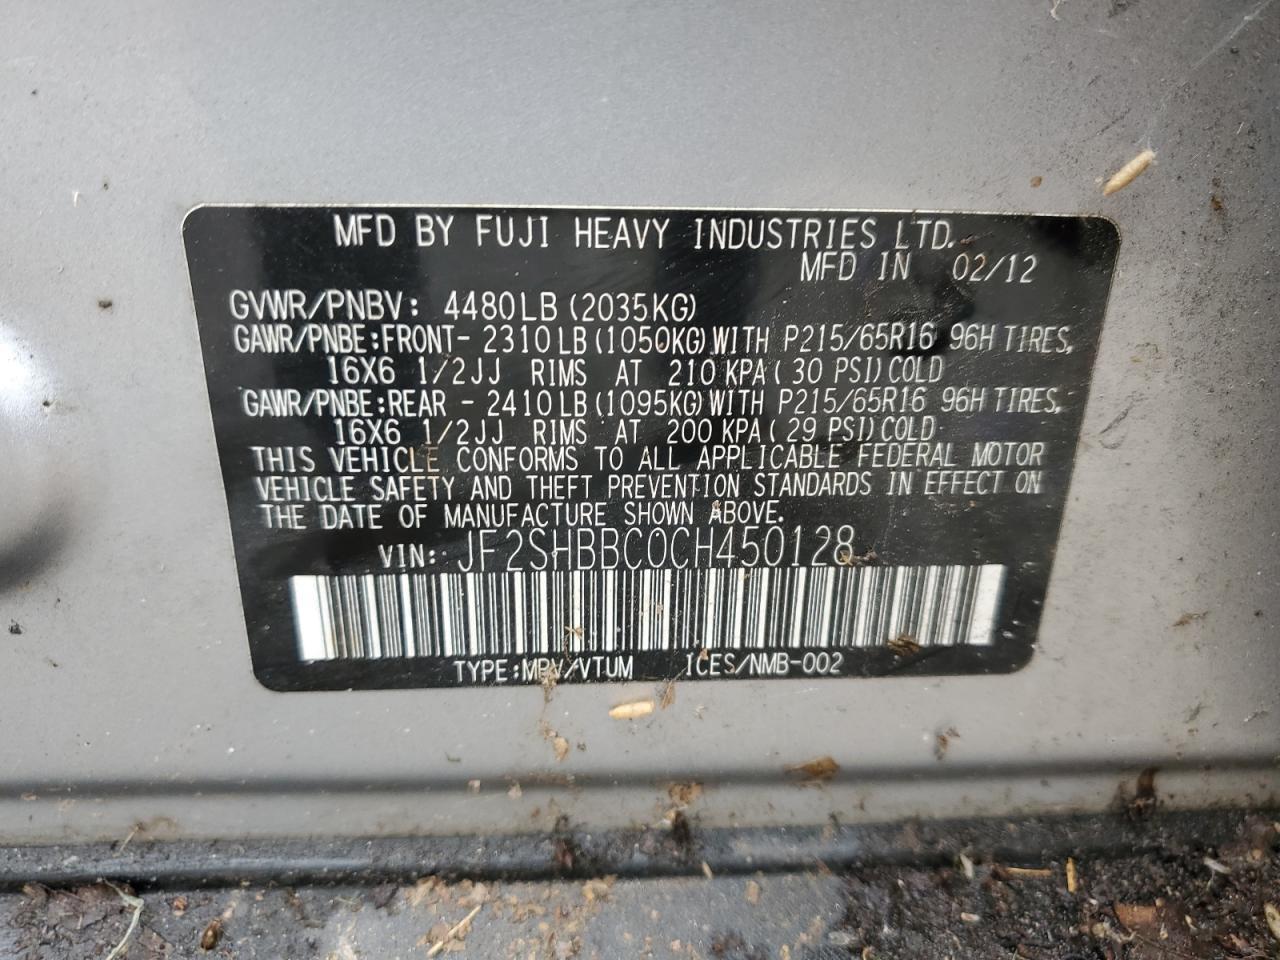 MFD BY FUJI HEAVY INDUSTRIES LTD.
MFD IN 02/12
GVWR/PNBV: 4480LB (2035KG)
GAWR/PNBE:FRONT- 2310LB (1050KG) WITH P215/65R16 96H TIRES,
16X6 1/2JJ RIMS AT 210 KPA (30 PSI) COLD
GAWR/PNBE:REAR - 2410LB (1095KG) WITH P215/65R16 96H TIRES,
16X6 1/2JJ RIMS AT 200 KPA (29 PSI) COLD
THIS VEHICLE CONFORMS TO ALL APPLICABLE FEDERAL MOTOR
VEHICLE SAFETY AND THEFT PREVENTION STANDARDS IN EFFECT ON
THE DATE OF MANUFACTURE SHOWN ABOVE.
VIN: JF2SHBBC0CH450128
TYPE:MPV/VTUM ICES/NMB-002